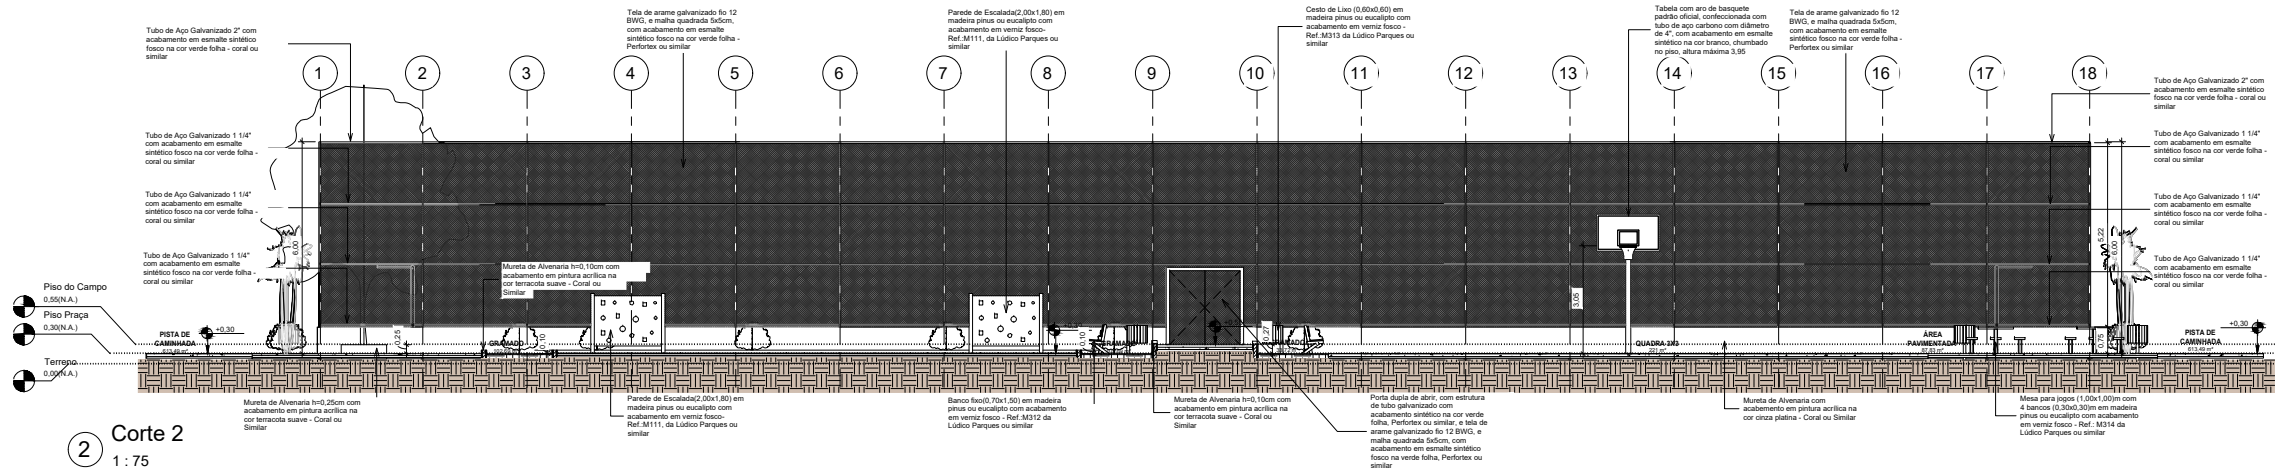 Tubo de Aço Galvanizado 2" com
acabamento em esmalte sintético
fosco na cor verde folha - coral ou
similar
Tela de arame galvanizado fio 12
BWG, e malha quadrada 5x5cm,
com acabamento em esmalte
sintético fosco na cor verde folha -
Perfortex ou similar
Parede de Escalada(2,00x1,80) em
madeira pinus ou eucalipto com
acabamento em verniz fosco-
Ref.:M111, da Lúdico Parques ou
similar
Cesto de Lixo (0,60x0,60) em
madeira pinus ou eucalipto com
acabamento em verniz fosco -
Ref.:M313 da Lúdico Parques ou
similar
Tabela com aro de basquete
padrão oficial, confeccionada com
tubo de aço carbono com diâmetro
de 4", com acabamento em esmalte
sintético na cor branco, chumbado
no piso, altura máxima 3,95
Tela de arame galvanizado fio 12
BWG, e malha quadrada 5x5cm,
com acabamento em esmalte
sintético fosco na cor verde folha -
Perfortex ou similar
1 2 3 4 5 6 7 8 9 10 11 12 13 14 15 16 17 18
Tubo de Aço Galvanizado 2" com
acabamento em esmalte sintético
fosco na cor verde folha - coral ou
similar
Tubo de Aço Galvanizado 1 1/4"
com acabamento em esmalte
sintético fosco na cor verde folha -
coral ou similar
Tubo de Aço Galvanizado 1 1/4"
com acabamento em esmalte
sintético fosco na cor verde folha -
coral ou similar
Tubo de Aço Galvanizado 1 1/4"
com acabamento em esmalte
sintético fosco na cor verde folha -
coral ou similar
Tubo de Aço Galvanizado 1 1/4"
com acabamento em esmalte
sintético fosco na cor verde folha -
coral ou similar
Tubo de Aço Galvanizado 1 1/4"
com acabamento em esmalte
sintético fosco na cor verde folha -
coral ou similar
Tubo de Aço Galvanizado 1 1/4"
com acabamento em esmalte
sintético fosco na cor verde folha -
coral ou similar
6,00
5,22
6,00
Mureta de Alvenaria h=0,10cm com
acabamento em pintura acrílica na
cor terracota suave - Coral ou
Similar
3,05
Piso do Campo
0,55(N.A.)
Piso Praça
0,30(N.A.)
Terreno
0,00(N.A.)
PISTA DE
CAMINHADA
613,49 m²
+0,30
0,25
GRAMADO
0,10
0,10
GRAMADO
0,27
QUADRA 3X3
221 m²
ÁREA
PAVIMENTADA
87,83 m²
0,75
PISTA DE
CAMINHADA
613,49 m²
+0,30
Mureta de Alvenaria h=0,25cm com
acabamento em pintura acrílica na
cor terracota suave - Coral ou
Similar
Parede de Escalada(2,00x1,80) em
madeira pinus ou eucalipto com
acabamento em verniz fosco-
Ref.:M111, da Lúdico Parques ou
similar
Banco fixo(0,70x1,50) em madeira
pinus ou eucalipto com acabamento
em verniz fosco - Ref.:M312 da
Lúdico Parques ou similar
Mureta de Alvenaria h=0,10cm com
acabamento em pintura acrílica na
cor terracota suave - Coral ou
Similar
Porta dupla de abrir, com estrutura
de tubo galvanizado com
acabamento sintético na cor verde
folha, Perfortex ou similar, e tela de
arame galvanizado fio 12 BWG, e
malha quadrada 5x5cm, com
acabamento em esmalte sintético
fosco na verde folha, Perfortex ou
similar
Mureta de Alvenaria com
acabamento em pintura acrílica na
cor cinza platina - Coral ou Similar
Mesa para jogos (1,00x1,00)m com
4 bancos (0,30x0,30)m em madeira
pinus ou eucalipto com acabamento
em verniz fosco - Ref.: M314 da
Lúdico Parques ou similar
2 Corte 2
1 : 75